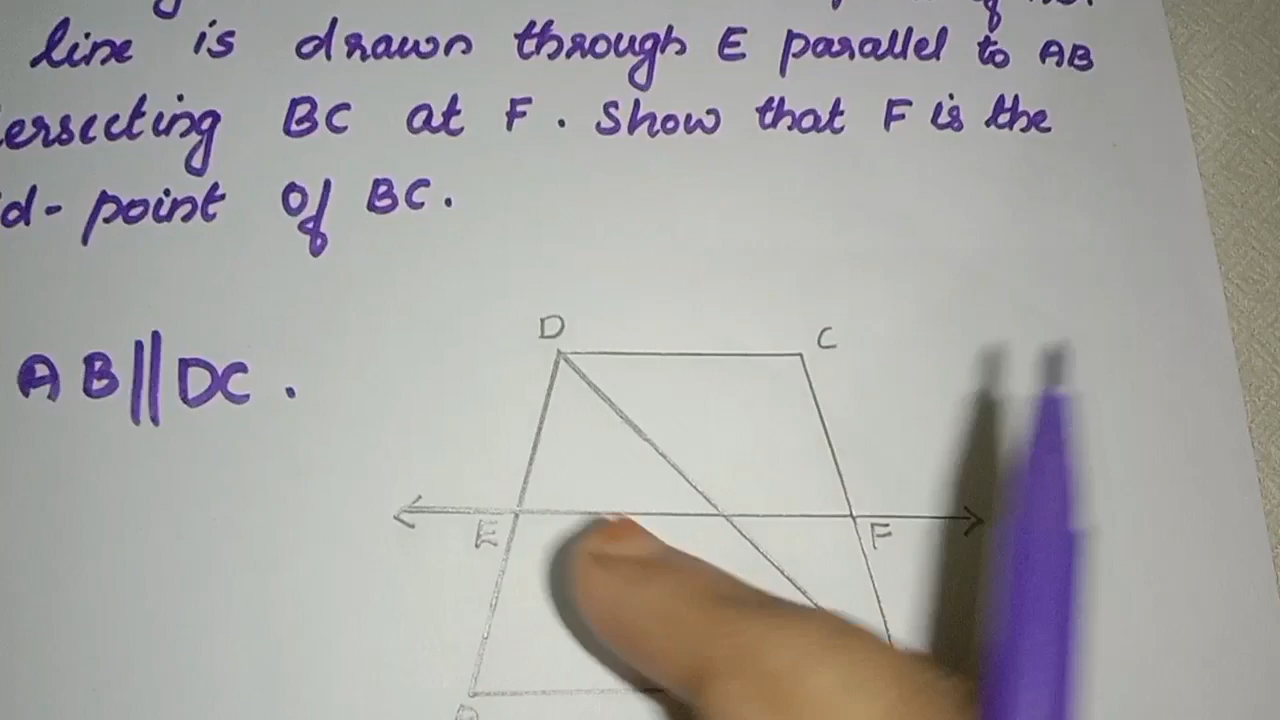 line is drawn through E parallel to AB
ersecting BC at F. Show that F is the
d-point of BC.
AB||DC.
D
C
E
F